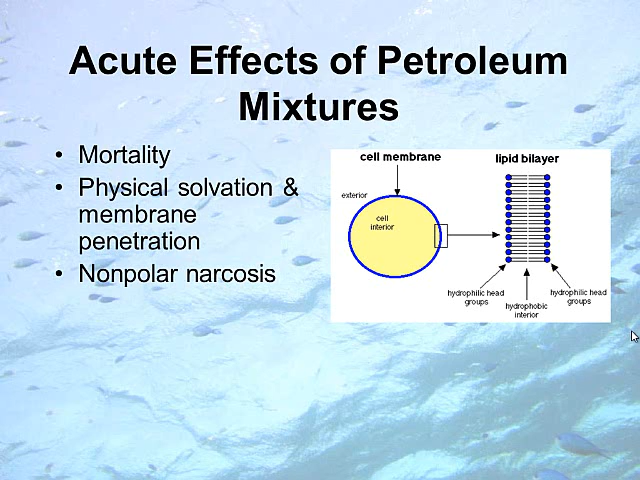 Acute Effects of Petroleum
Mixtures
• Mortality
• Physical solvation &
membrane
penetration
• Nonpolar narcosis
cell membrane
lipid bilayer
exterior
cell
interior
hydrophilic head
groups
hydrophobic
interior
hydrophilic head
groups